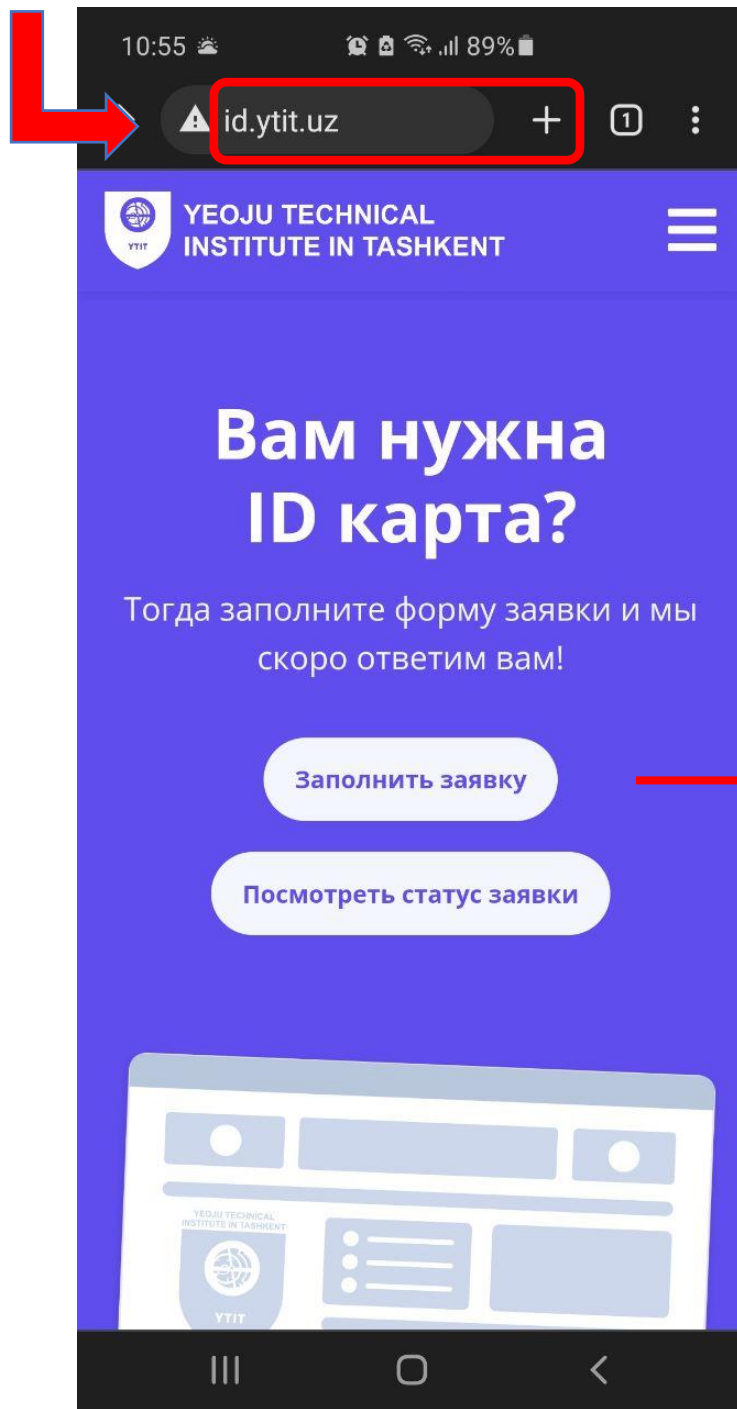 10:55 89%
id.ytit.uz 1
YEOJU TECHNICAL
INSTITUTE IN TASHKENT
YTIT
Вам нужна
ID карта?
Тогда заполните форму заявки и мы
скоро ответим вам!
Заполнить заявку
Посмотреть статус заявки
YEOJU TECHNICAL
INSTITUTE IN TASHKENT
YTIT